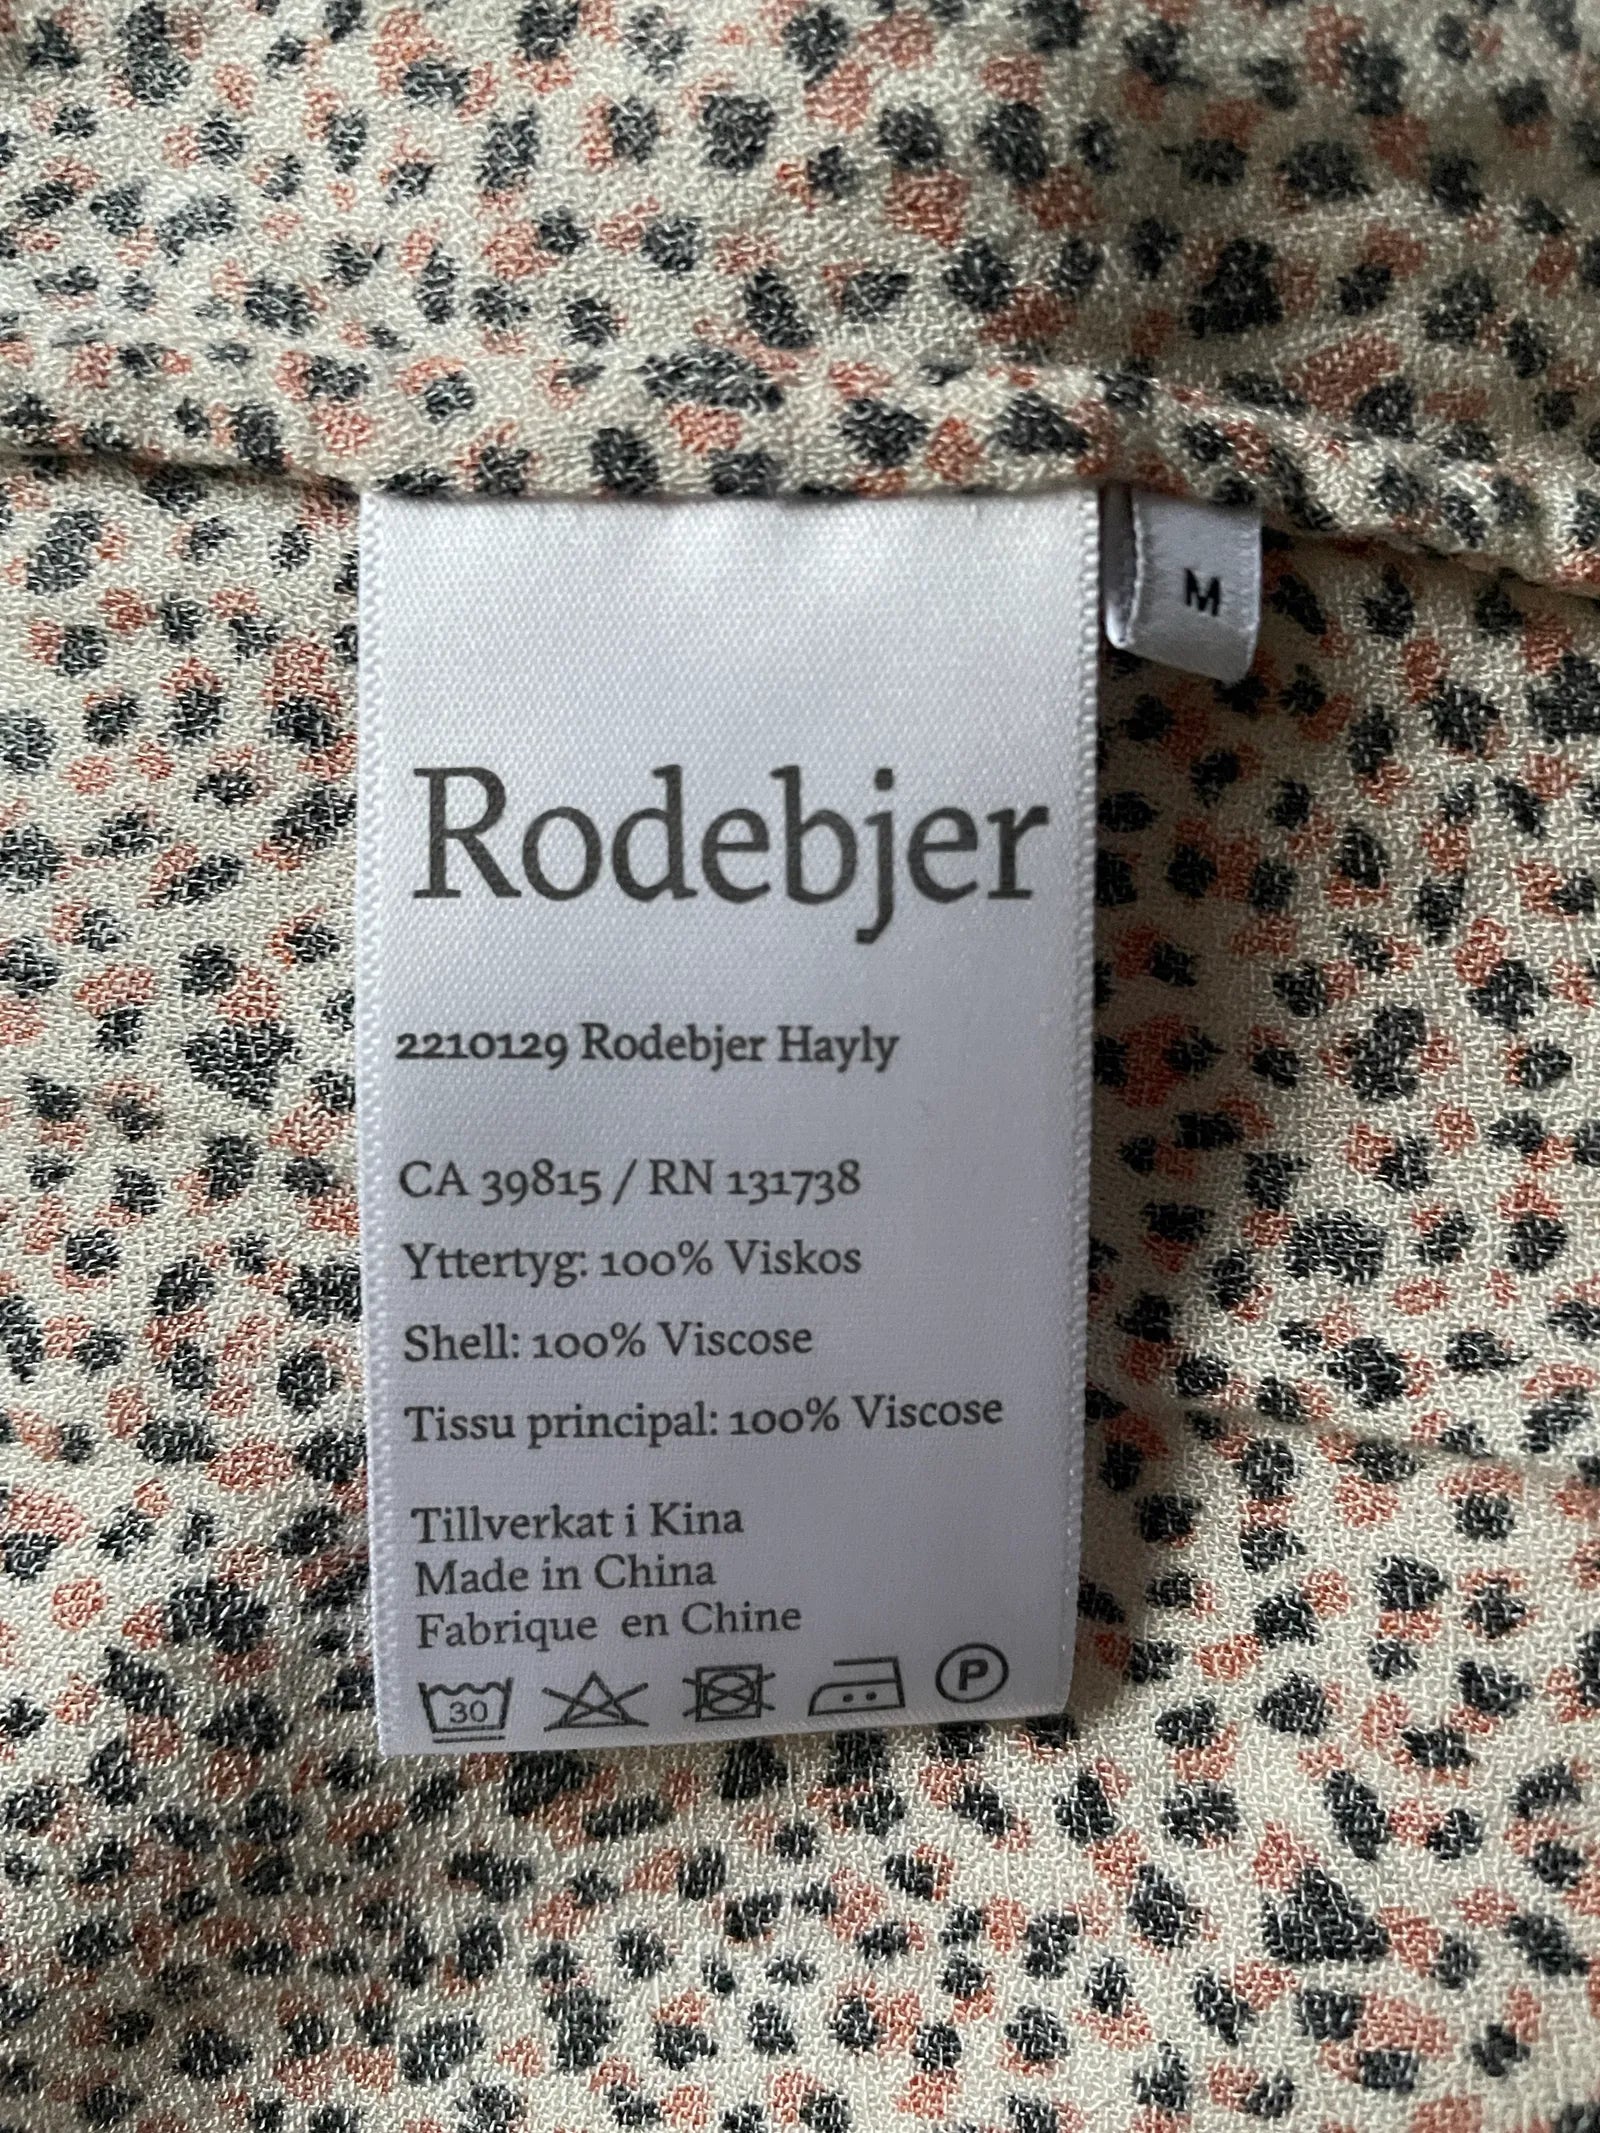 M
Rodebjer
2210129 Rodebjer Hayly
CA 39815 / RN 131738
Yttertyg: 100% Viskos
Shell: 100% Viscose
Tissu principal: 100% Viscose
Tillverkat i Kina
Made in China
Fabrique en Chine
30 P